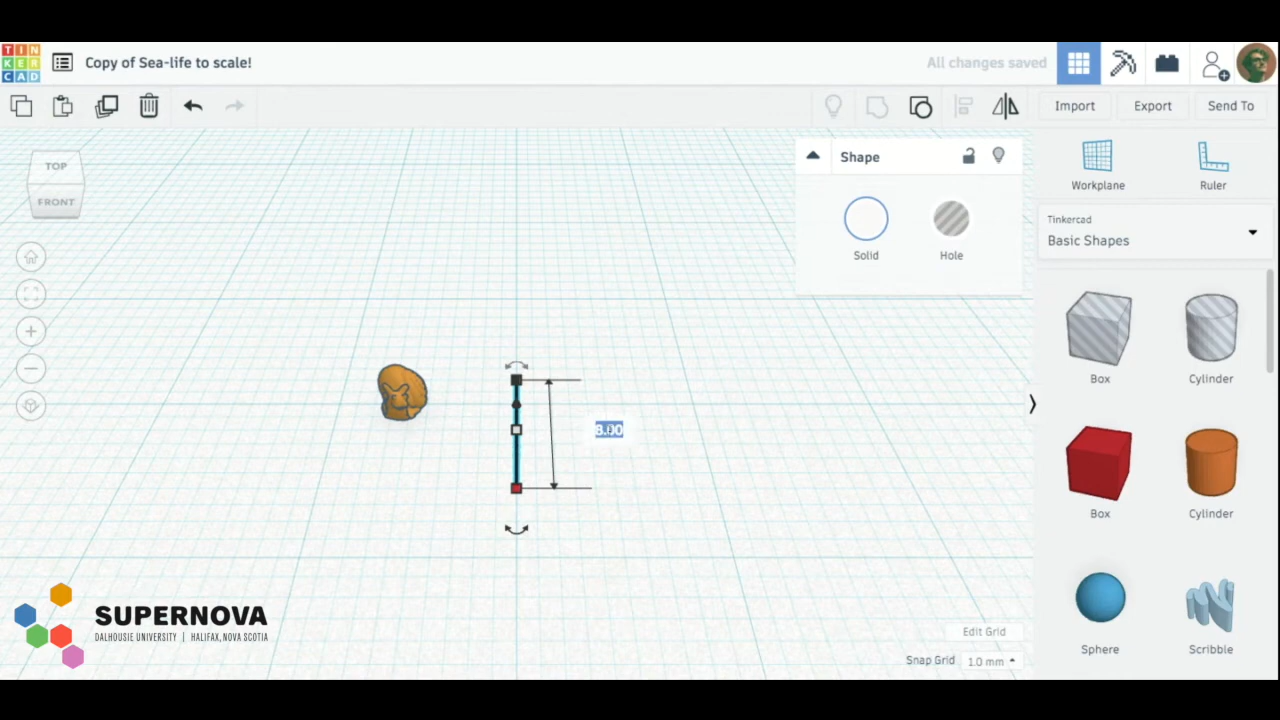 TIN
KER
CAD
Copy of Sea-life to scale!
All changes saved
Import
Export
Send To
TOP
FRONT
Shape
Solid
Hole
Workplane
Ruler
Tinkercad
Basic Shapes
Box
Cylinder
8.00
Box
Cylinder
Sphere
Scribble
Edit Grid
Snap Grid 1.0 mm
SUPERNOVA
DALHOUSIE UNIVERSITY | HALIFAX, NOVA SCOTIA